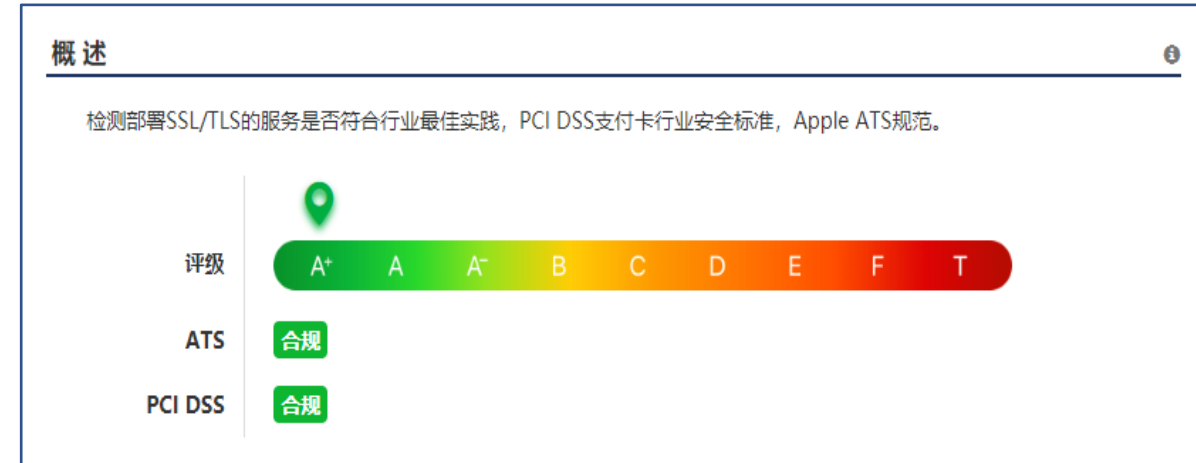 概述
检测部署SSL/TLS的服务是否符合行业最佳实践，PCI DSS支付卡行业安全标准，Apple ATS规范。
评级 A+ A A- B C D E F T
ATS 合规
PCI DSS 合规